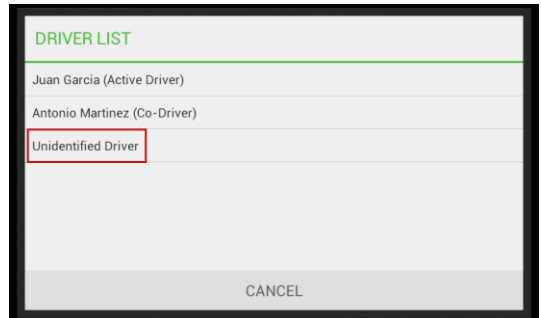 DRIVER LIST
Juan Garcia (Active Driver)
Antonio Martinez (Co-Driver)
Unidentified Driver
CANCEL